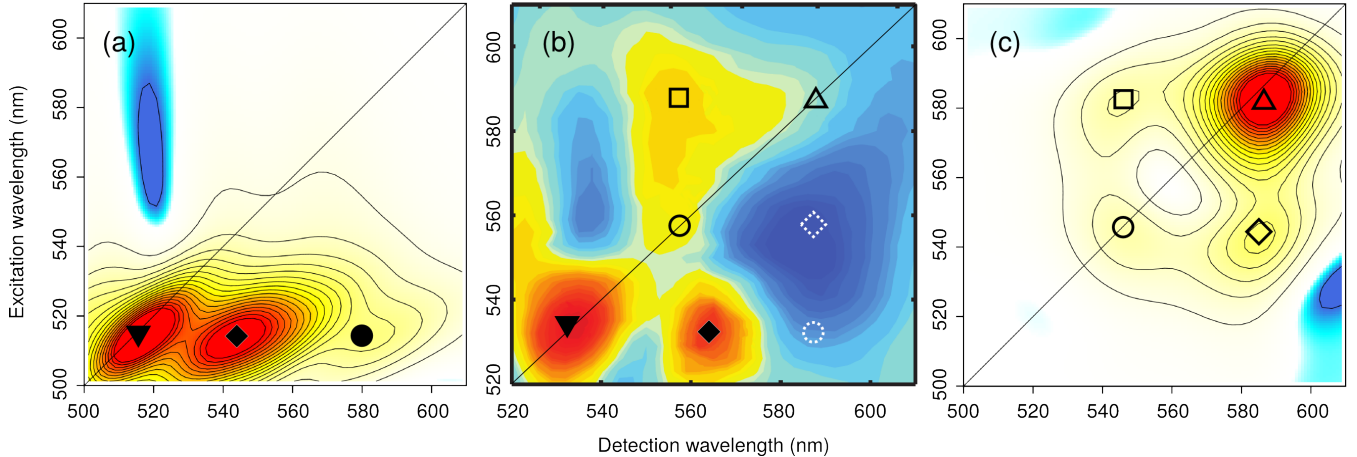 (a) (b) (c)
Excitation wavelength (nm)
600 580 560 540 520 500
600 580 560 540 520
600 580 560 540 520 500
500 520 540 560 580 600
520 540 560 580 600
500 520 540 560 580 600
Detection wavelength (nm)